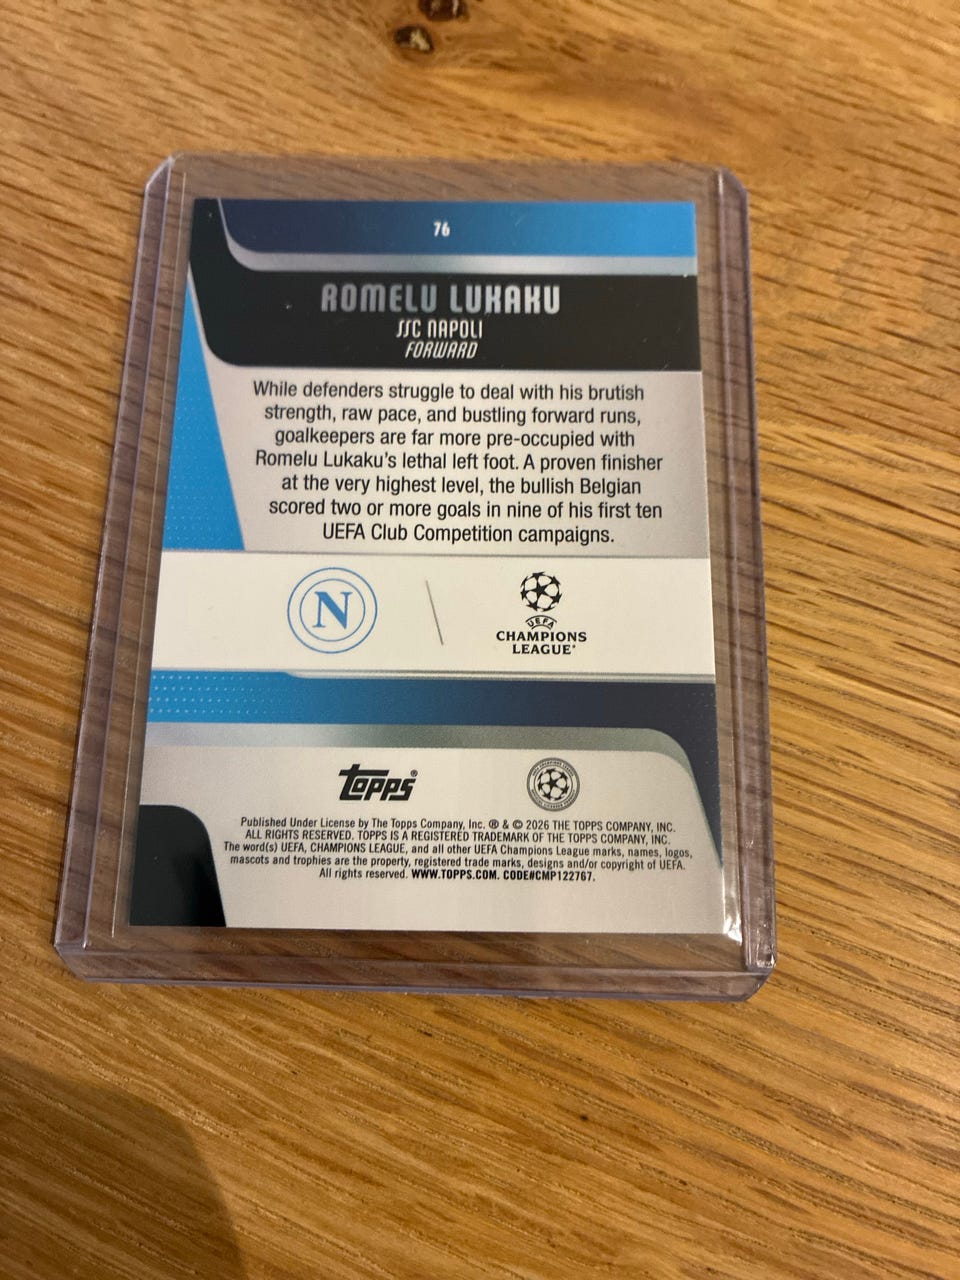 76
ROMELU LUKAKU
SSC NAPOLI
FORWARD
While defenders struggle to deal with his brutish
strength, raw pace, and bustling forward runs,
goalkeepers are far more pre-occupied with
Romelu Lukaku's lethal left foot. A proven finisher
at the very highest level, the bullish Belgian
scored two or more goals in nine of his first ten
UEFA Club Competition campaigns.
N
UEFA
CHAMPIONS
LEAGUE®
Topps®
Published Under License by The Topps Company, Inc. ® & © 2026 THE TOPPS COMPANY, INC.
ALL RIGHTS RESERVED. TOPPS IS A REGISTERED TRADEMARK OF THE TOPPS COMPANY, INC.
The word(s) UEFA, CHAMPIONS LEAGUE, and all other UEFA Champions League marks, names, logos,
mascots and trophies are the property, registered trade marks, designs and/or copyright of UEFA.
All rights reserved. WWW.TOPPS.COM. CODE#CMP122767.